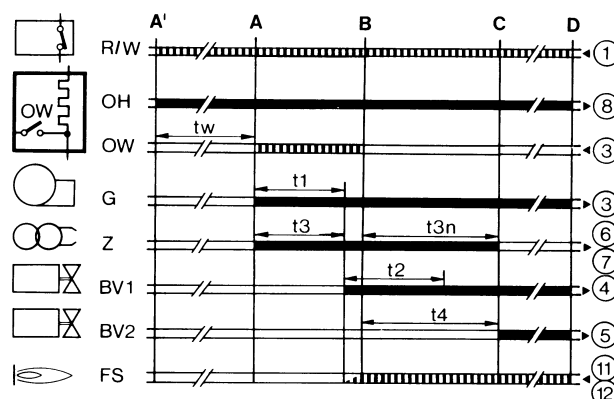 A' A B C D
R/W 1
OW OH 8
tw
OW 3
t1
G 3
t3 t3n 6
Z 7
t2
BV1 4
t4
BV2 5
FS 11
12